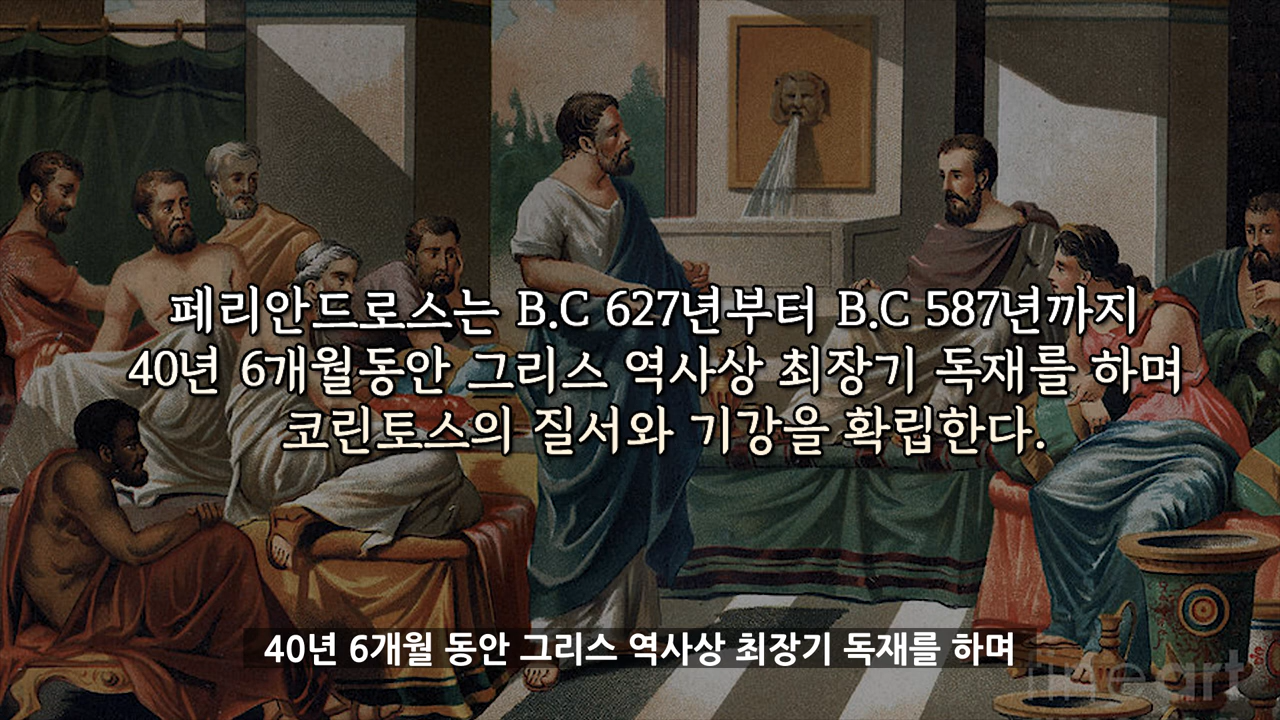 페리안드로스는 B.C 627년부터 B.C 587년까지
40년 6개월동안 그리스 역사상 최장기 독재를 하며
코린토스의 질서와 기강을 확립한다.
40년 6개월 동안 그리스 역사상 최장기 독재를 하며